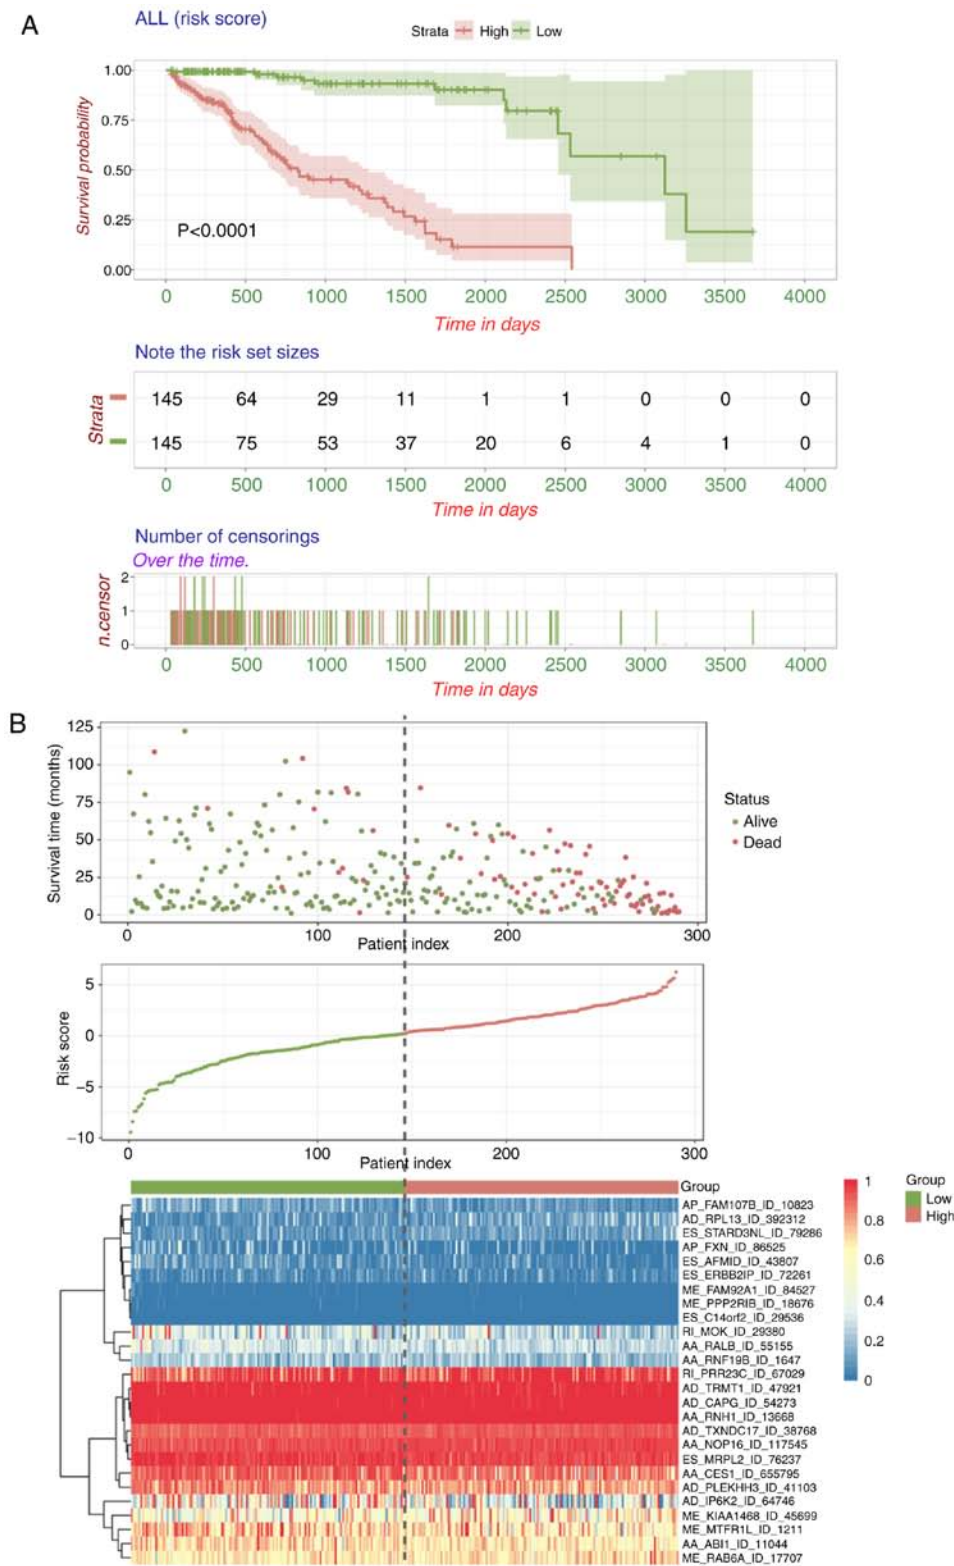 A
ALL (risk score)
Strata High Low
Survival probability
1.00
0.75
0.50
0.25
0.00
P<0.0001
0 500 1000 1500 2000 2500 3000 3500 4000
Time in days
Note the risk set sizes
Strata
145 64 29 11 1 1 0 0 0
145 75 53 37 20 6 4 1 0
0 500 1000 1500 2000 2500 3000 3500 4000
Time in days
Number of censorings
Over the time.
n.censor
2
1
0
0 500 1000 1500 2000 2500 3000 3500 4000
Time in days
B
Survival time (months)
125
100
75
50
25
0
0 100 200 300
Patient index
Status
Alive
Dead
Risk score
5
0
−5
−10
0 100 200 300
Patient index
Group
AP_FAM107B_ID_10823
AD_RPL13_ID_392312
ES_STARD3NL_ID_79286
AP_FXN_ID_86525
ES_AFMID_ID_43807
ES_ERBB2IP_ID_72261
ME_FAM92A1_ID_84527
ME_PPP2RIB_ID_18676
ES_C14orf2_ID_29536
RI_MOK_ID_29380
AA_RALB_ID_55155
AA_RNF19B_ID_1647
RI_PRR23C_ID_67029
AD_TRMT1_ID_47921
AD_CAPG_ID_54273
AA_RNH1_ID_13668
AD_TXNDC17_ID_38768
AA_NOP16_ID_117545
ES_MRPL2_ID_76237
AA_CES1_ID_655795
AD_PLEKHH3_ID_41103
AD_IP6K2_ID_64746
ME_KIAA1468_ID_45699
ME_MTFR1L_ID_1211
AA_ABI1_ID_11044
ME_RAB6A_ID_17707
1
0.8
0.6
0.4
0.2
0
Group
Low
High